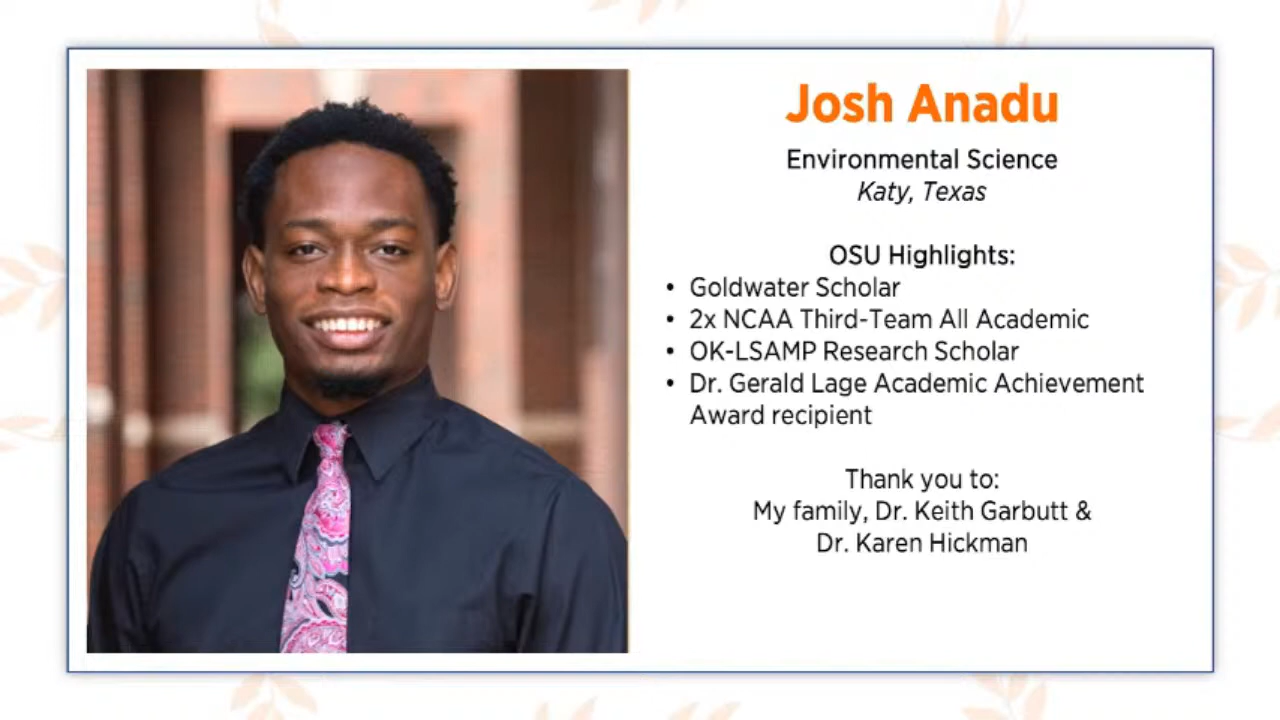 Josh Anadu
Environmental Science
Katy, Texas
OSU Highlights:
• Goldwater Scholar
• 2x NCAA Third-Team All Academic
• OK-LSAMP Research Scholar
• Dr. Gerald Lage Academic Achievement
Award recipient
Thank you to:
My family, Dr. Keith Garbutt &
Dr. Karen Hickman